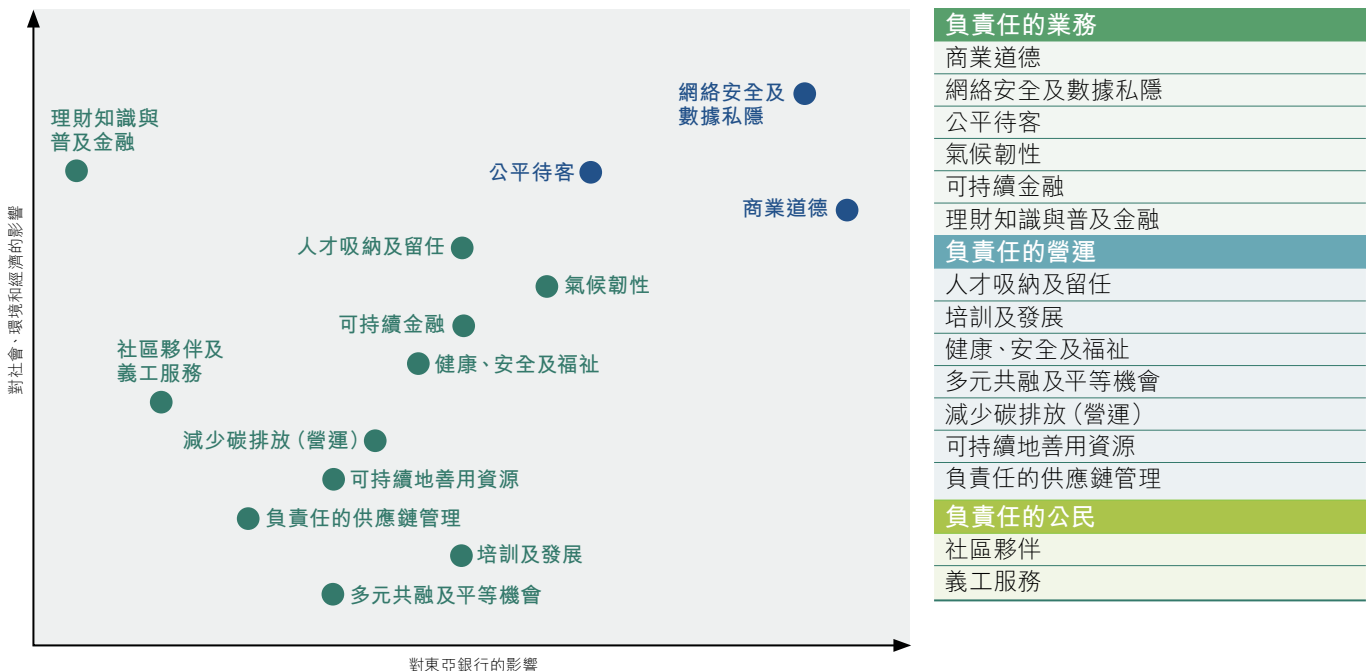 對社會、環境和經濟的影響
理財知識與
普及金融
網絡安全及
數據私隱
公平待客
商業道德
人才吸納及留任
氣候韌性
可持續金融
社區夥伴及
義工服務
健康、安全及福祉
減少碳排放（營運）
可持續地善用資源
負責任的供應鏈管理
培訓及發展
多元共融及平等機會
對東亞銀行的影響
負責任的業務
商業道德
網絡安全及數據私隱
公平待客
氣候韌性
可持續金融
理財知識與普及金融
負責任的營運
人才吸納及留任
培訓及發展
健康、安全及福祉
多元共融及平等機會
減少碳排放（營運）
可持續地善用資源
負責任的供應鏈管理
負責任的公民
社區夥伴
義工服務